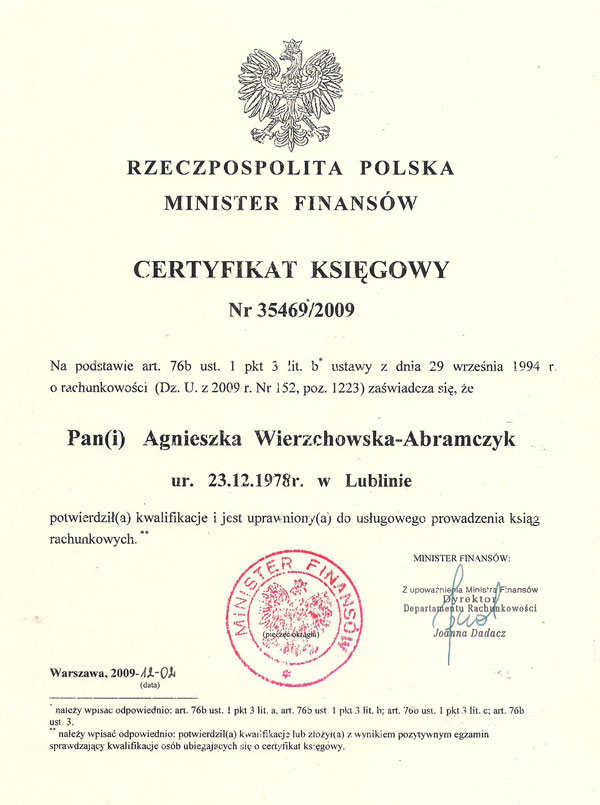 RZECZPOSPOLITA POLSKA
MINISTER FINANSÓW
CERTYFIKAT KSIĘGOWY
Nr 35469/2009
Na podstawie art. 76b ust. 1 pkt 3 lit. b* ustawy z dnia 29 września 1994 r.
o rachunkowości (Dz. U. z 2009 r. Nr 152, poz. 1223) zaświadcza się, że
Pan(i) Agnieszka Wierzchowska-Abramczyk
ur. 23.12.1978r. w Lublinie
potwierdził(a) kwalifikacje i jest uprawniony(a) do usługowego prowadzenia ksiąg
rachunkowych. **
MINISTER FINANSÓW:
Z upoważnienia Ministra Finansów
Dyrektor
Departamentu Rachunkowości
Joanna Dadacz
MINISTER FINANSÓW
(pieczęć okrągła)
Warszawa, 2009-12-02
(data)
* należy wpisac odpowiednio: art. 76b ust. 1 pkt 3 lit. a, art. 76b ust. 1 pkt 3 lit. b; art. 76b ust. 1 pkt 3 lit. c; art. 76b
ust. 3.
** należy wpisać odpowiednio: potwierdził(a) kwalifikacje lub złożył(a) z wynikiem pozytywnym egzamin
sprawdzający kwalifikacje osób ubiegających się o certyfikat księgowy.